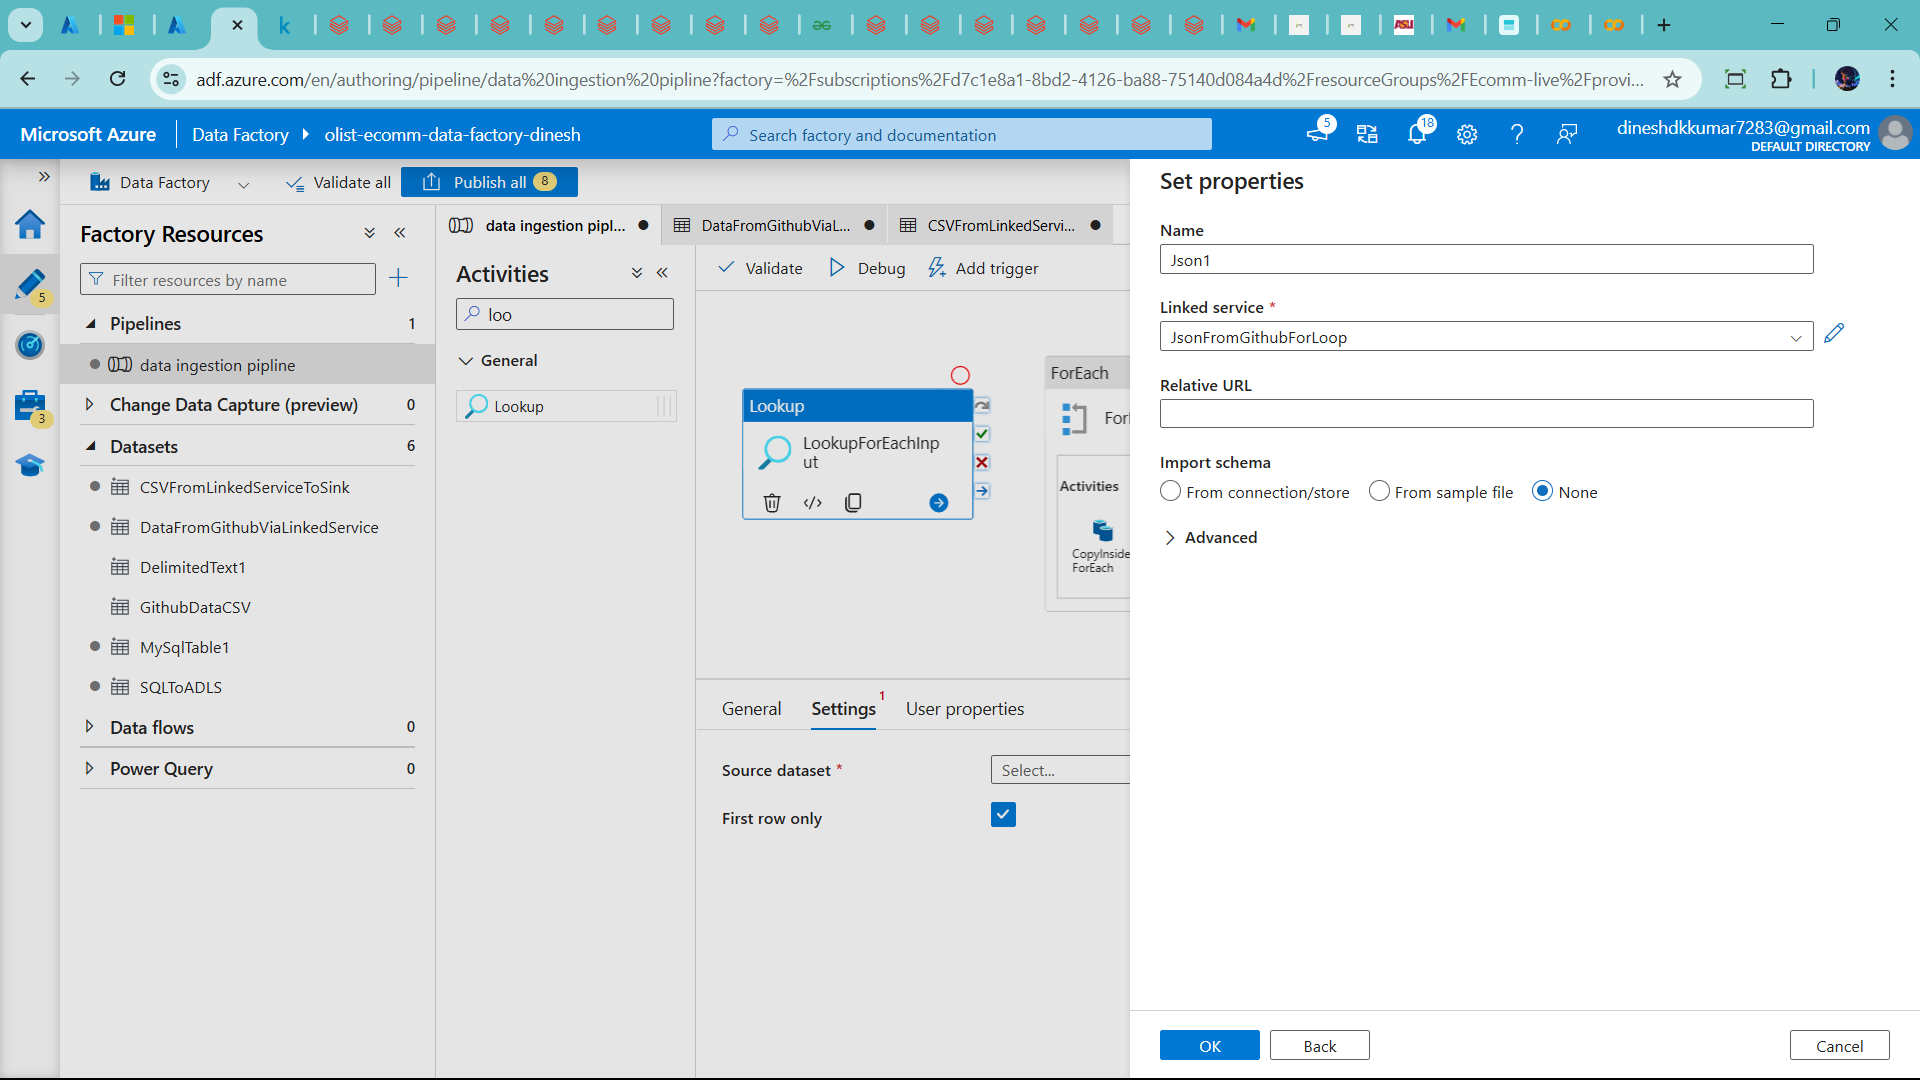 adf.azure.com/en/authoring/pipeline/data%20ingestion%20pipline?factory=%2Fsubscriptions%2Fd7c1e8a1-8bd2-4126-ba88-75140d084a4d%2FresourceGroups%2FEcomm-live%2Fprovi...
Microsoft Azure
Data Factory
olist-ecomm-data-factory-dinesh
Search factory and documentation
5
18
dineshdkkumar7283@gmail.com
DEFAULT DIRECTORY
Data Factory
Validate all
Publish all
8
Factory Resources
Filter resources by name
5
3
Pipelines
1
data ingestion pipline
Change Data Capture (preview)
0
Datasets
6
CSVFromLinkedServiceToSink
DataFromGithubViaLinkedService
DelimitedText1
GithubDataCSV
MySqlTable1
SQLToADLS
Data flows
0
Power Query
0
data ingestion pipl...
DataFromGithubViaL...
CSVFromLinkedServi...
Activities
loo
General
Lookup
Validate
Debug
Add trigger
Lookup
LookupForEachInp
ut
ForEach
Activities
CopyInside
ForEach
General
Settings
1
User properties
Source dataset *
Select...
First row only
Set properties
Name
Json1
Linked service *
JsonFromGithubForLoop
Relative URL
Import schema
From connection/store
From sample file
None
Advanced
OK
Back
Cancel